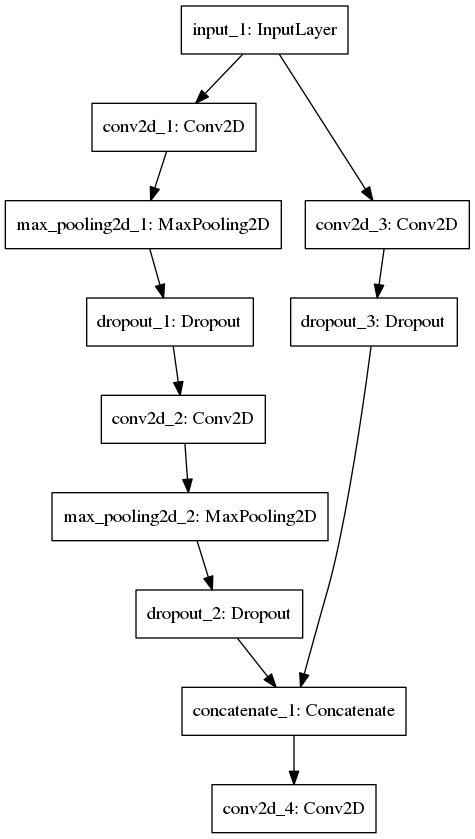 input_1: InputLayer
conv2d_1: Conv2D
max_pooling2d_1: MaxPooling2D
conv2d_3: Conv2D
dropout_1: Dropout
dropout_3: Dropout
conv2d_2: Conv2D
max_pooling2d_2: MaxPooling2D
dropout_2: Dropout
concatenate_1: Concatenate
conv2d_4: Conv2D